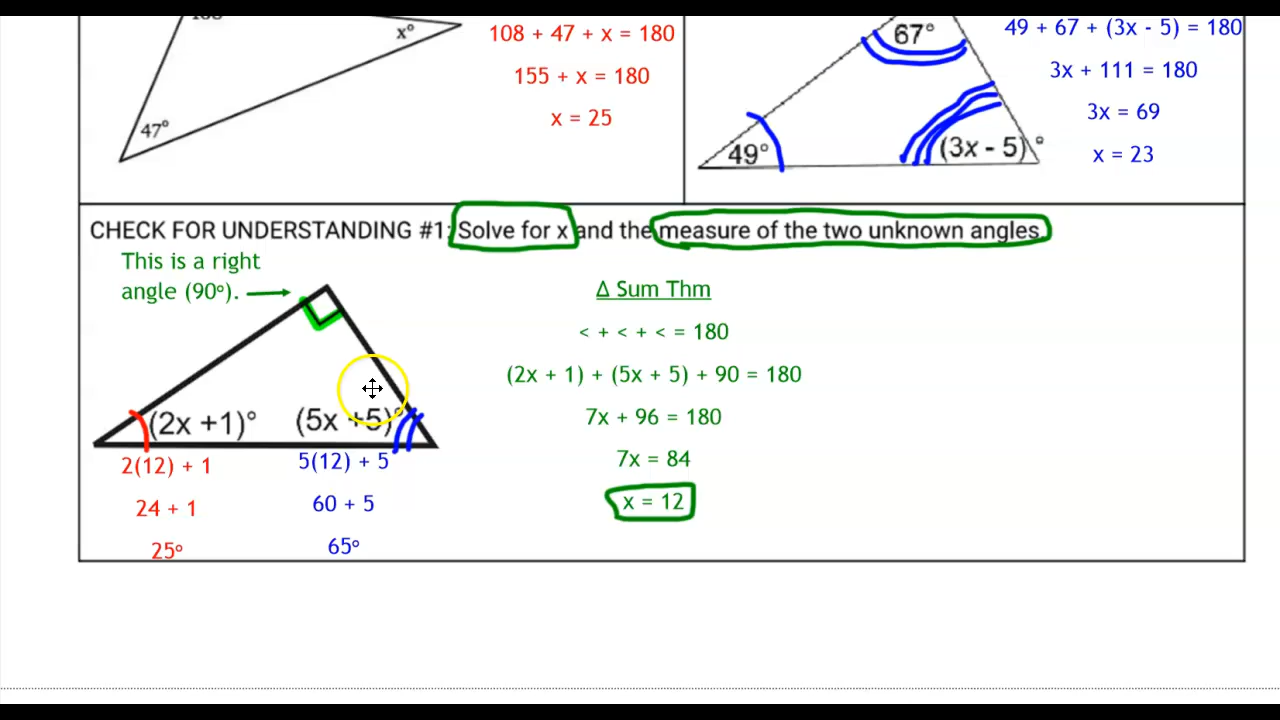 x°
47°
108 + 47 + x = 180
155 + x = 180
x = 25
67°
49°
(3x - 5)°
49 + 67 + (3x - 5) = 180
3x + 111 = 180
3x = 69
x = 23
CHECK FOR UNDERSTANDING #1: Solve for x and the measure of the two unknown angles.
This is a right
angle (90°).
(2x +1)°
(5x +5)°
2(12) + 1
24 + 1
25°
5(12) + 5
60 + 5
65°
Δ Sum Thm
< + < + < = 180
(2x + 1) + (5x + 5) + 90 = 180
7x + 96 = 180
7x = 84
x = 12